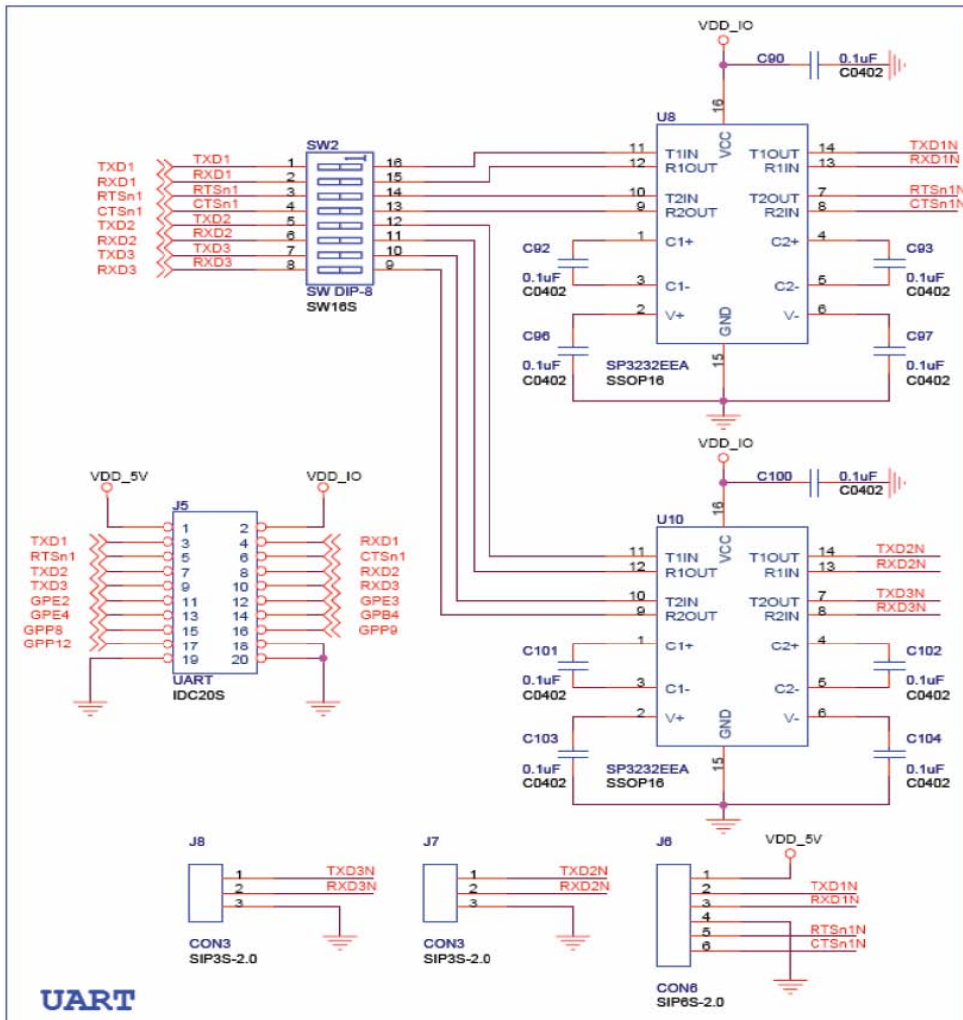 VDD_IO
C90
0.1uF
C0402
16
U8
VCC
SW2
TXD1 TXD1 1 16 11 T1IN T1OUT 14 TXD1N
RXD1 RXD1 2 15 12 R1OUT R1IN 13 RXD1N
RTSn1 RTSn1 3 14 10 T2IN T2OUT 7 RTSn1N
CTSn1 CTSn1 4 13 9 R2OUT R2IN 8 CTSn1N
TXD2 TXD2 5 12
RXD2 RXD2 6 11
TXD3 TXD3 7 10
RXD3 RXD3 8 9
SW DIP-8
SW16S
1 C1+ C2+ 4
C92 C93
0.1uF 0.1uF
C0402 C0402
3 C1- C2- 5
2 V+ GND V- 6
C96 C97
15
0.1uF SP3232EEA 0.1uF
C0402 SSOP16 C0402
VDD_IO
C100
0.1uF
C0402
16
U10
VCC
VDD_5V VDD_IO
J5
1 2
TXD1 3 4 RXD1
RTSn1 5 6 CTSn1
TXD2 7 8 RXD2
TXD3 9 10 RXD3
GPE2 11 12 GPE3
GPE4 13 14 GPB4
GPP8 15 16 GPP9
GPP12 17 18
19 20
UART
IDC20S
11 T1IN T1OUT 14 TXD2N
12 R1OUT R1IN 13 RXD2N
10 T2IN T2OUT 7 TXD3N
9 R2OUT R2IN 8 RXD3N
1 C1+ C2+ 4
C101 C102
0.1uF 0.1uF
C0402 C0402
3 C1- C2- 5
2 V+ GND V- 6
C103 C104
15
0.1uF SP3232EEA 0.1uF
C0402 SSOP16 C0402
J8
1 TXD3N
2 RXD3N
3
CON3
SIP3S-2.0
J7
1 TXD2N
2 RXD2N
3
CON3
SIP3S-2.0
J6
VDD_5V
1
2 TXD1N
3 RXD1N
4
5 RTSn1N
6 CTSn1N
CON6
SIP6S-2.0
UART